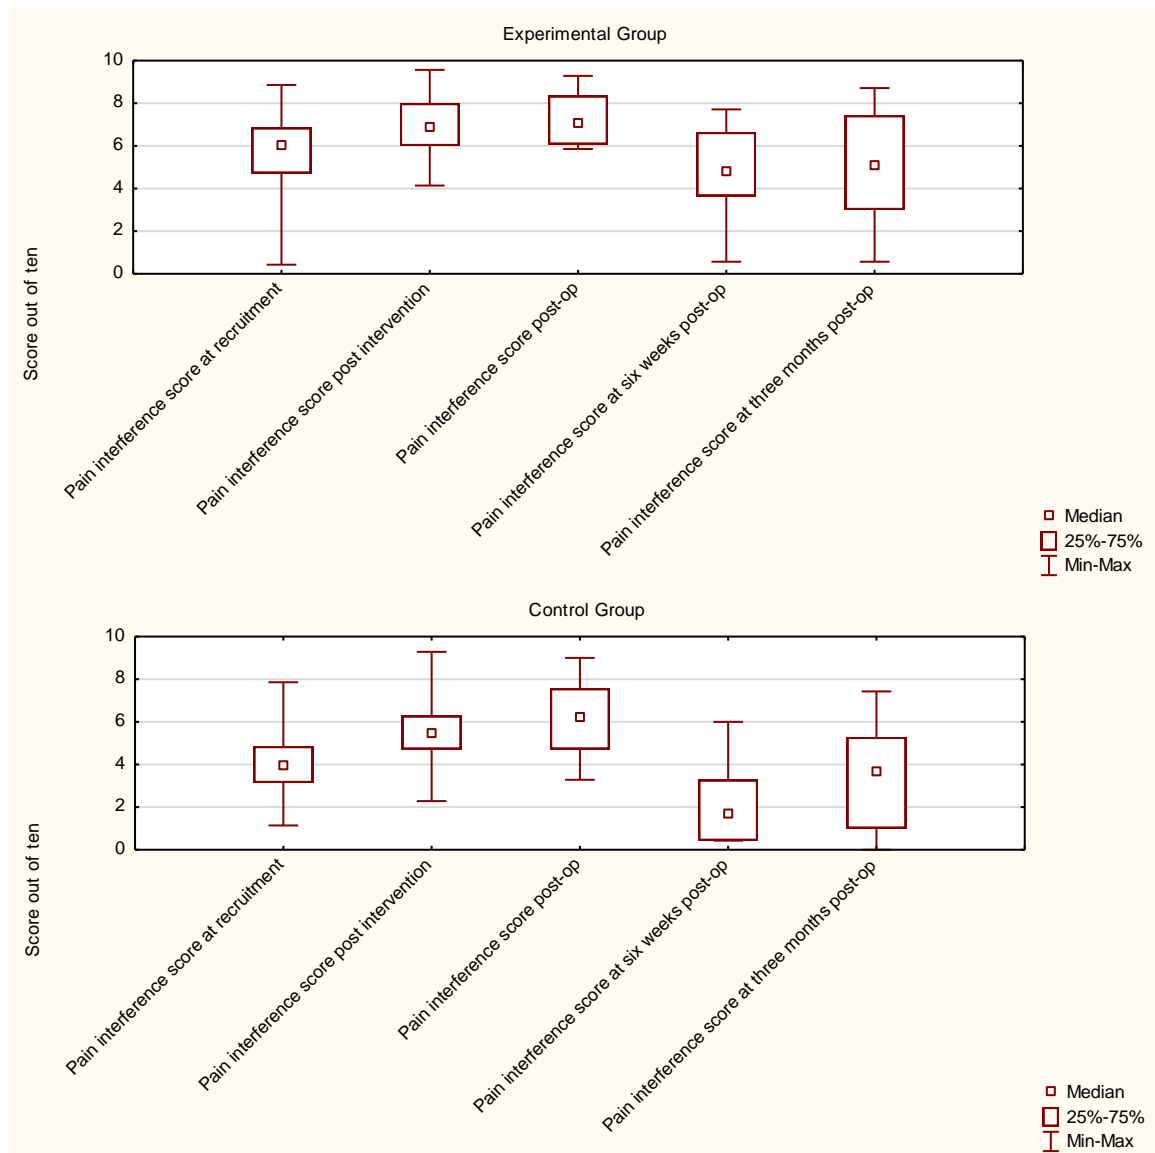 Experimental Group
Score out of ten
10
8
6
4
2
0
Pain interference score at recruitment
Pain interference score post intervention
Pain interference score post-op
Pain interference score at six weeks post-op
Pain interference score at three months post-op
Median
25%-75%
Min-Max
Control Group
Score out of ten
10
8
6
4
2
0
Pain interference score at recruitment
Pain interference score post intervention
Pain interference score post-op
Pain interference score at six weeks post-op
Pain interference score at three months post-op
Median
25%-75%
Min-Max